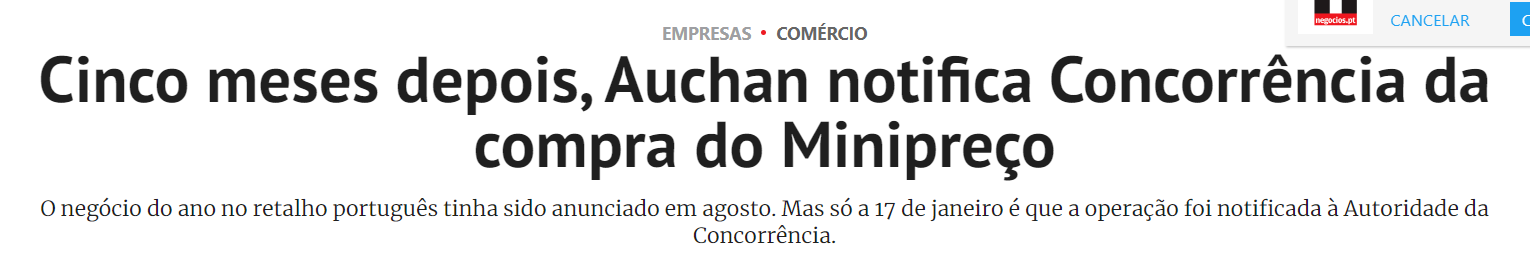 negocios.pt
CANCELAR
EMPRESAS • COMÉRCIO
Cinco meses depois, Auchan notifica Concorrência da
compra do Minipreço
O negócio do ano no retalho português tinha sido anunciado em agosto. Mas só a 17 de janeiro é que a operação foi notificada à Autoridade da
Concorrência.